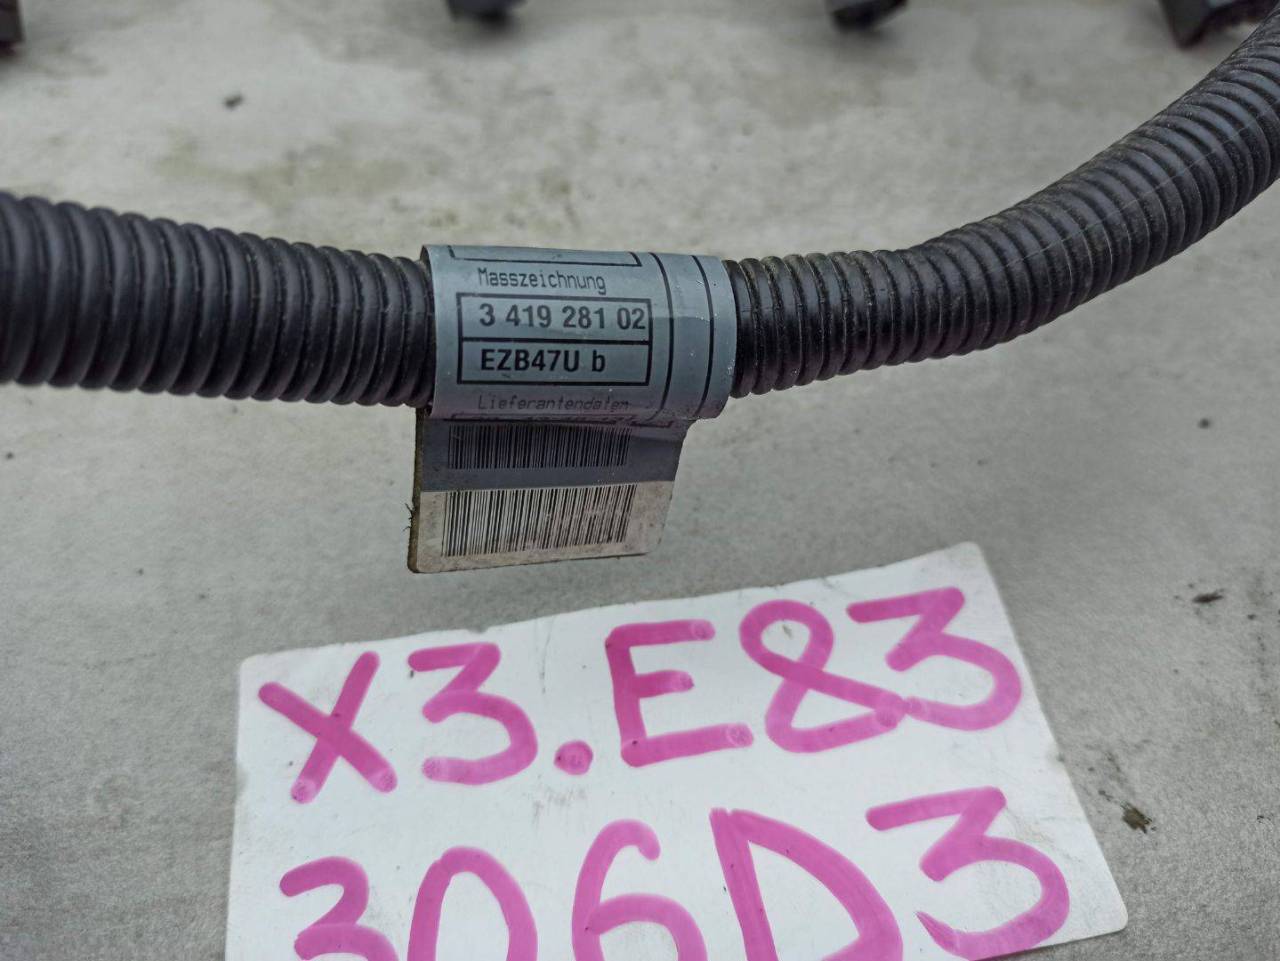 Masszeichnung
3 419 281 02
EZB47U b
Lieferantendaten
X3.E83
306D3